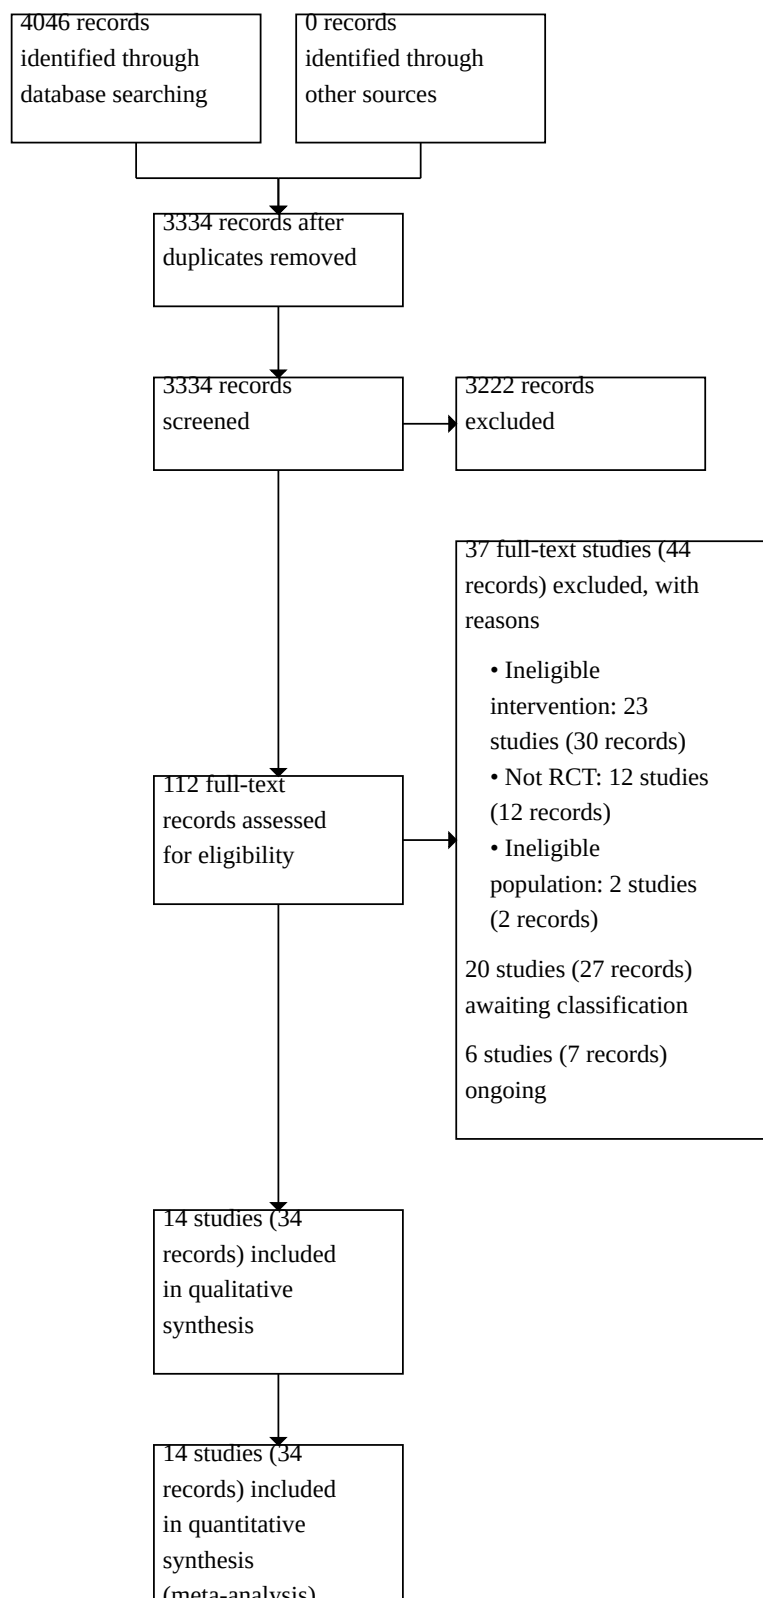 4046 records
identified through
database searching
0 records
identified through
other sources
3334 records after
duplicates removed
3334 records
screened
3222 records
excluded
37 full-text studies (44
records) excluded, with
reasons
• Ineligible
intervention: 23
studies (30 records)
• Not RCT: 12 studies
(12 records)
• Ineligible
population: 2 studies
(2 records)
20 studies (27 records)
awaiting classification
6 studies (7 records)
ongoing
112 full-text
records assessed
for eligibility
14 studies (34
records) included
in qualitative
synthesis
14 studies (34
records) included
in quantitative
synthesis
(meta-analysis)